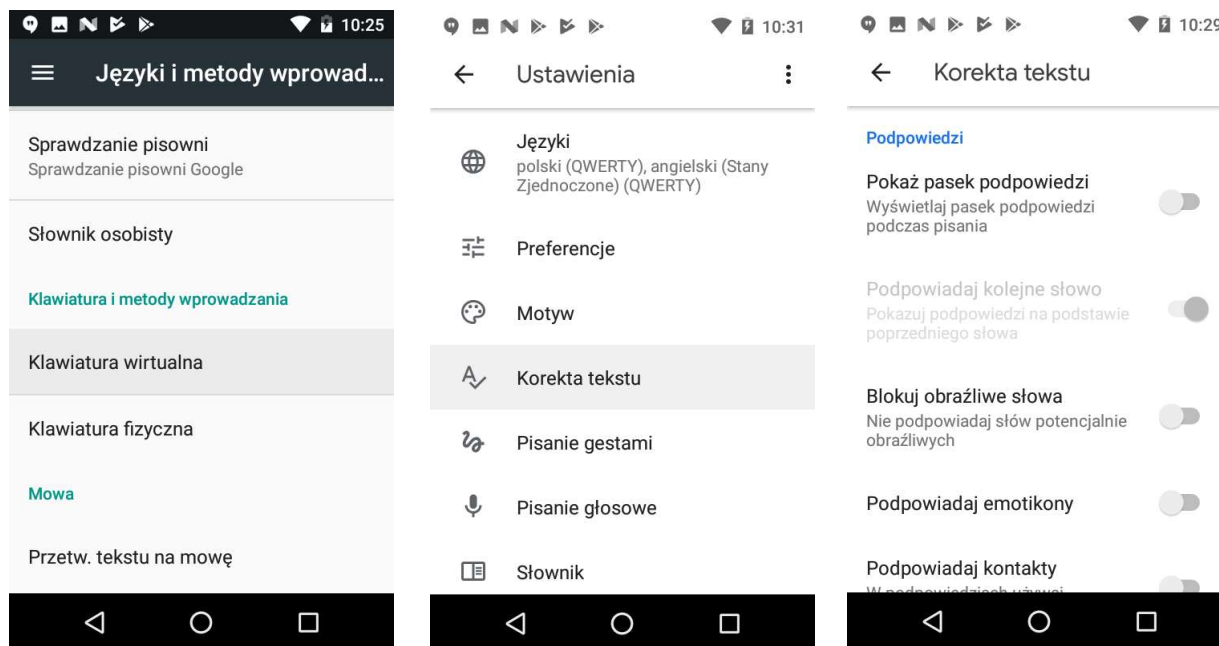 10:25
Języki i metody wprowad...
Sprawdzanie pisowni
Sprawdzanie pisowni Google
Słownik osobisty
Klawiatura i metody wprowadzania
Klawiatura wirtualna
Klawiatura fizyczna
Mowa
Przetw. tekstu na mowę
10:31
Ustawienia
Języki
polski (QWERTY), angielski (Stany
Zjednoczone) (QWERTY)
Preferencje
Motyw
Korekta tekstu
Pisanie gestami
Pisanie głosowe
Słownik
10:29
Korekta tekstu
Podpowiedzi
Pokaż pasek podpowiedzi
Wyświetlaj pasek podpowiedzi
podczas pisania
Podpowiadaj kolejne słowo
Pokazuj podpowiedzi na podstawie
poprzedniego słowa
Blokuj obraźliwe słowa
Nie podpowiadaj słów potencjalnie
obraźliwych
Podpowiadaj emotikony
Podpowiadaj kontakty
W podpowiedziach używaj